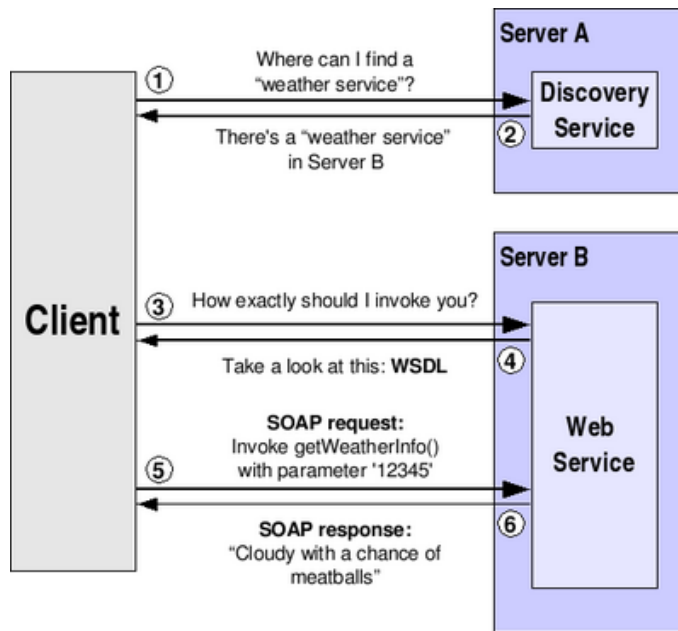 Server A
①
Where can I find a
“weather service”?
Discovery
Service
There's a “weather service”
in Server B
②
Server B
Client
③
How exactly should I invoke you?
Take a look at this: WSDL
④
SOAP request:
Invoke getWeatherInfo()
with parameter '12345'
⑤
Web
Service
⑥
SOAP response:
“Cloudy with a chance of
meatballs”